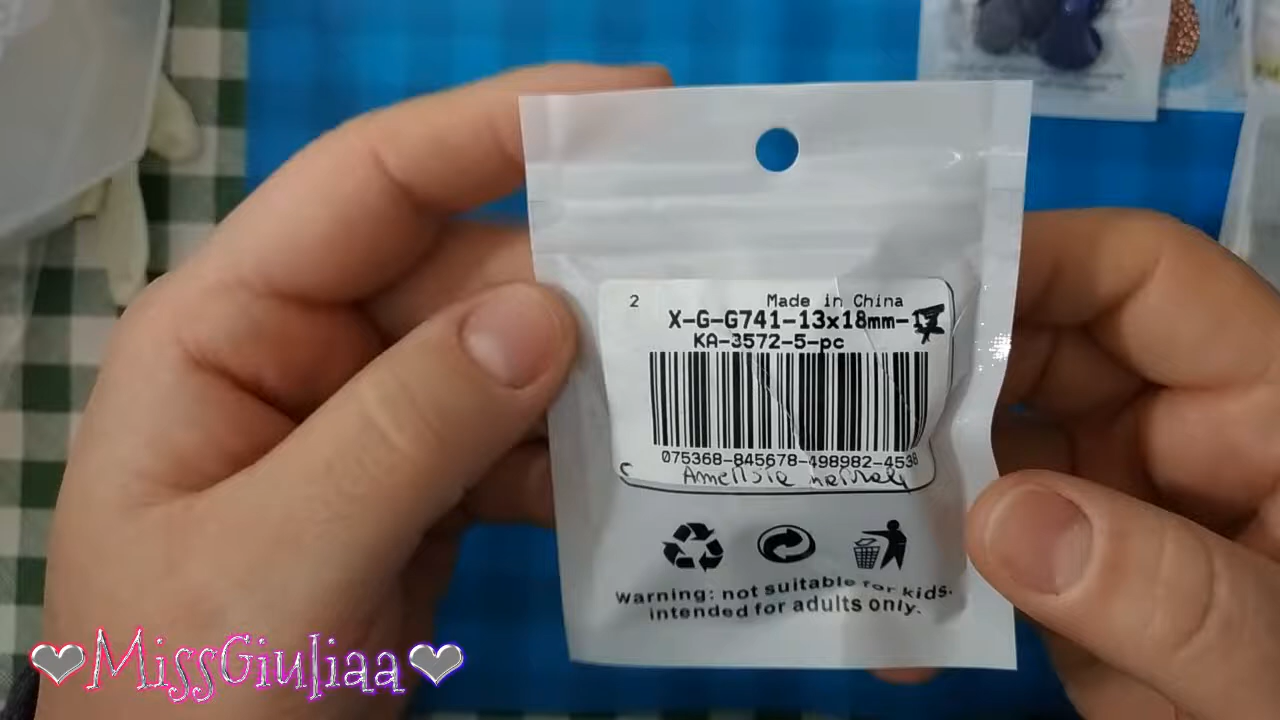 2 Made in China
X-G-G741-13x18mm-17
KA-3572-5-pc
075368-845678-498982-4538
Warning: not suitable for kids.
intended for adults only.
❤MissGiuliaa❤